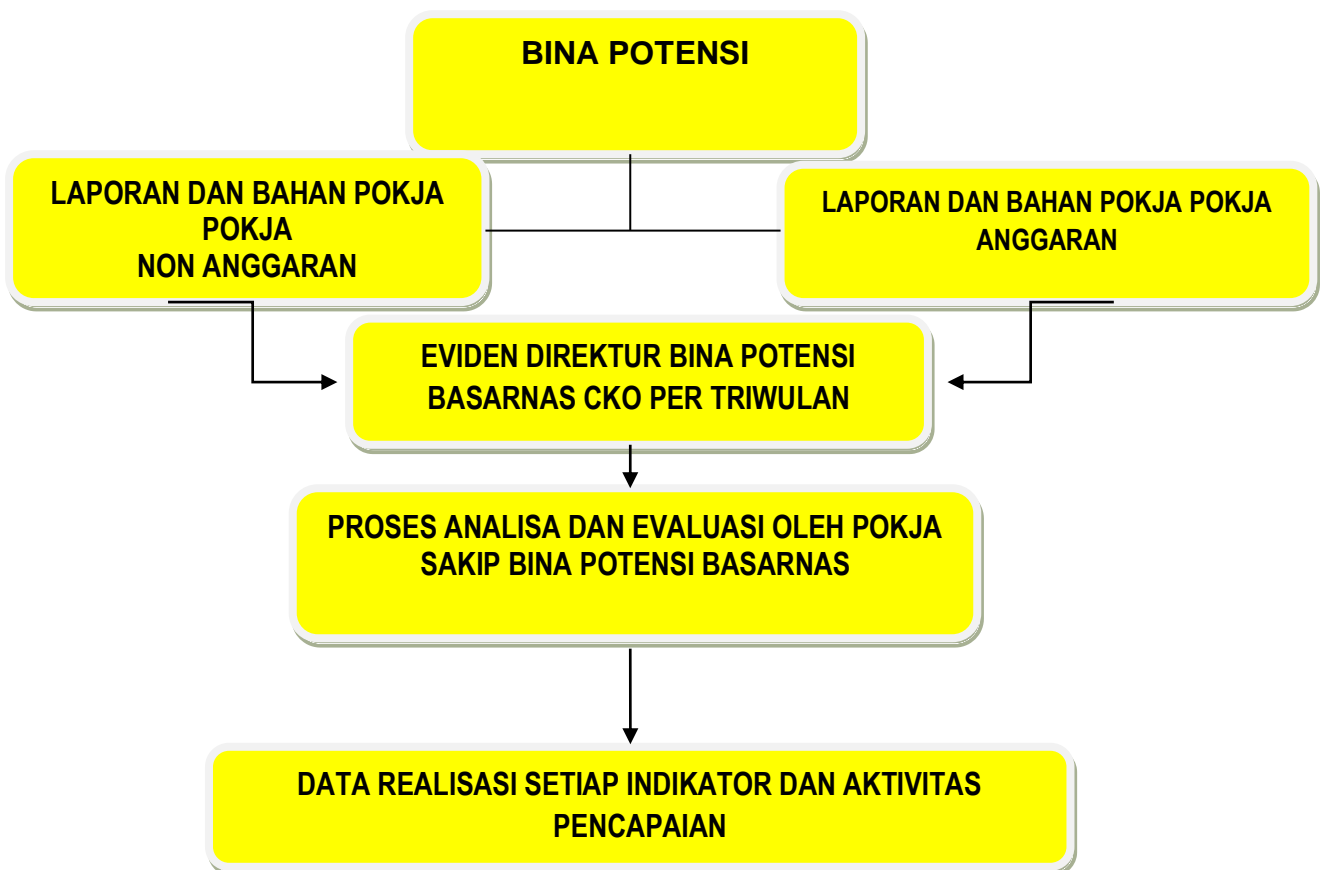 BINA POTENSI
LAPORAN DAN BAHAN POKJA
POKJA
NON ANGGARAN
LAPORAN DAN BAHAN POKJA POKJA
ANGGARAN
EVIDEN DIREKTUR BINA POTENSI
BASARNAS CKO PER TRIWULAN
PROSES ANALISA DAN EVALUASI OLEH POKJA
SAKIP BINA POTENSI BASARNAS
DATA REALISASI SETIAP INDIKATOR DAN AKTIVITAS
PENCAPAIAN